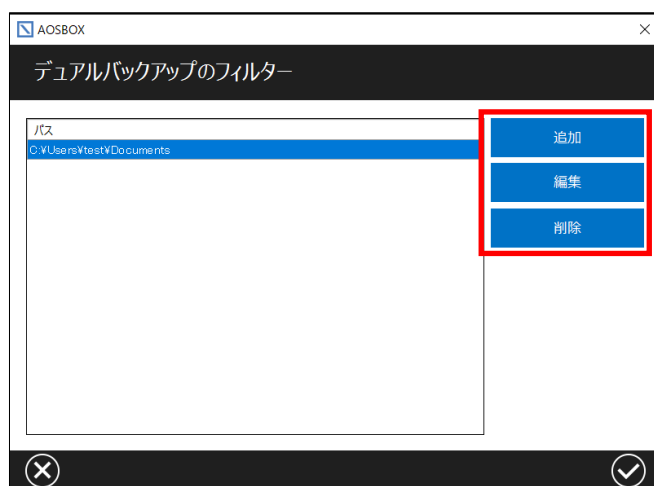 AOSBOX
デュアルバックアップのフィルター
パス
C:¥Users¥test¥Documents
追加
編集
削除